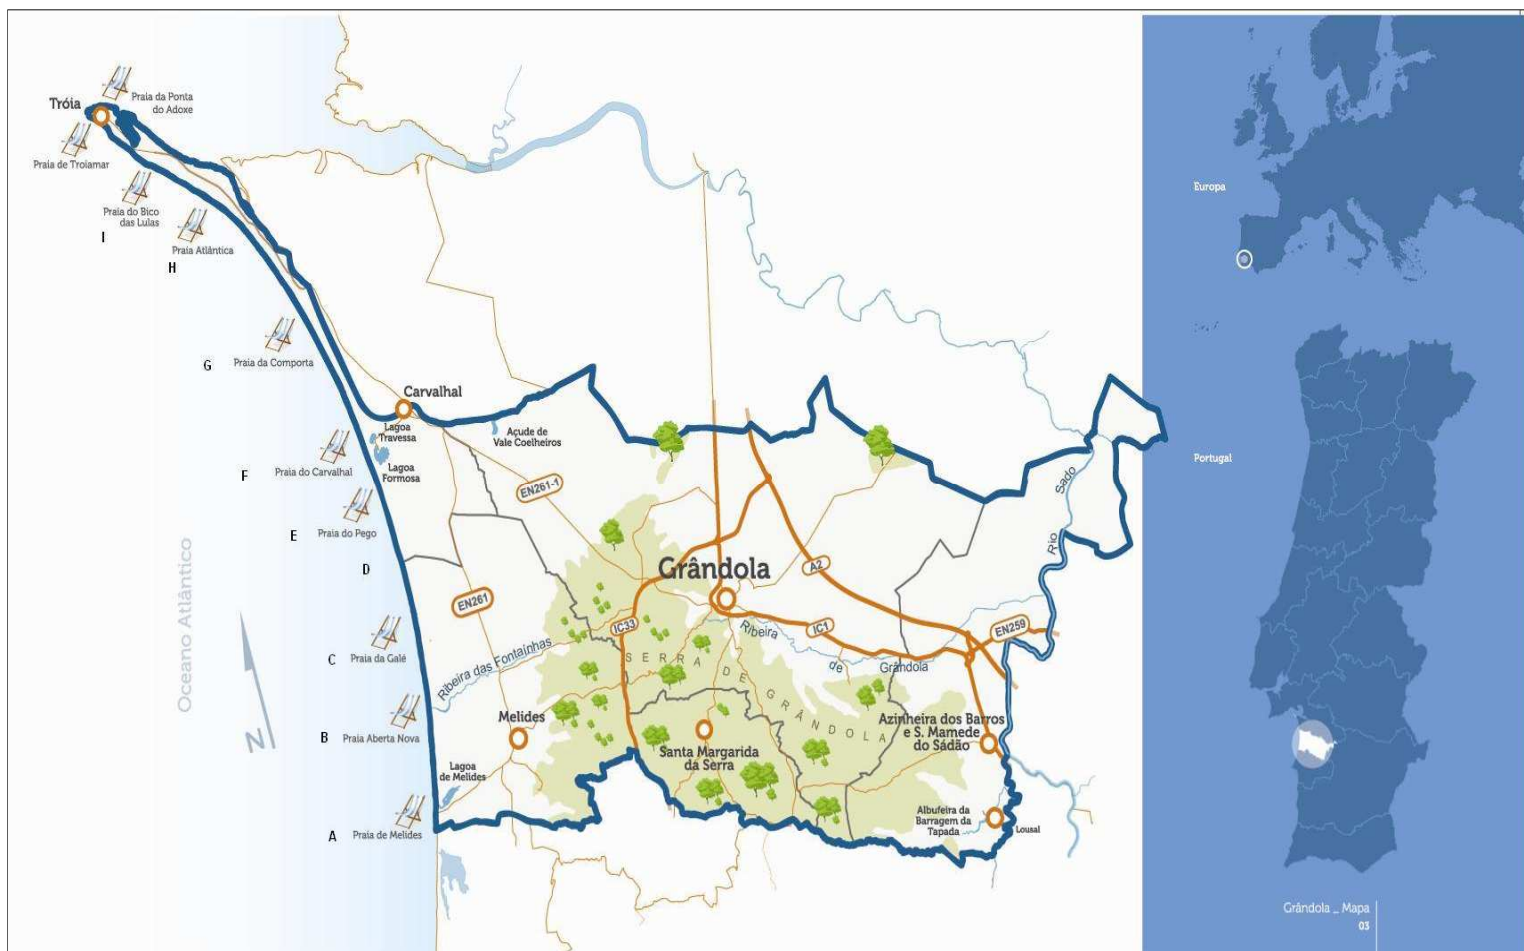 Praia da Ponta
do Adoxe
Tróia
Praia de Troiamar
Praia do Bico
das Lulas
I
Praia Atlântica
H
Praia da Comporta
G
Carvalhal
Lagoa
Travessa
Açude de
Vale Coelheiros
Praia do Carvalhal
F
Lagoa
Formosa
EN261-1
Praia do Pego
E
D
Oceano Atlântico
Grândola
A2
Rio Sado
EN261
IC33
Ribeira de Grândola
IC1
EN259
Praia da Galé
C
Ribeira das Fontaínhas
SERRA DE GRÂNDOLA
Praia Aberta Nova
B
Melides
Santa Margarida
da Serra
Azinheira dos Barros
e S. Mamede
do Sádão
N
Lagoa
de Melides
Praia de Melides
A
Albufeira da
Barragem da
Tapada
Lousal
Europa
Portugal
Grândola _ Mapa
03